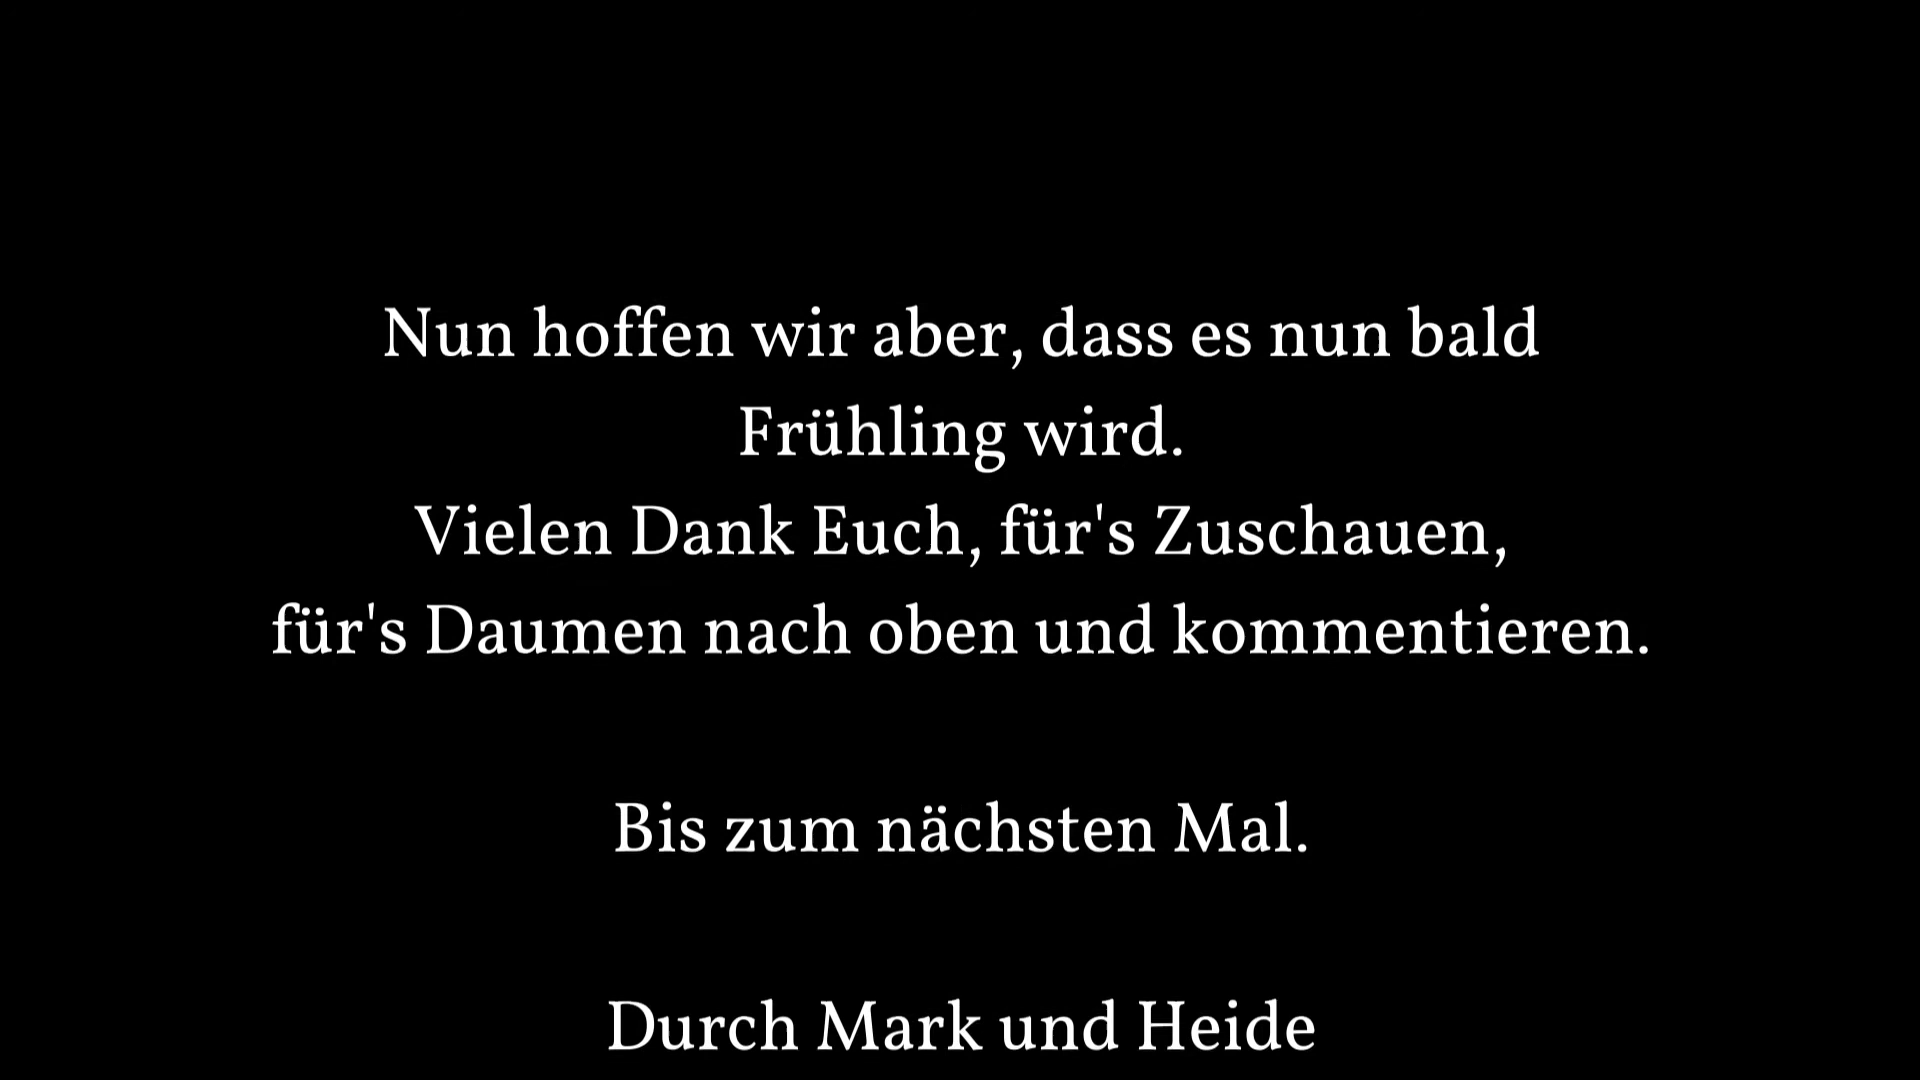 Nun hoffen wir aber, dass es nun bald
Frühling wird.
Vielen Dank Euch, für's Zuschauen,
für's Daumen nach oben und kommentieren.
Bis zum nächsten Mal.
Durch Mark und Heide